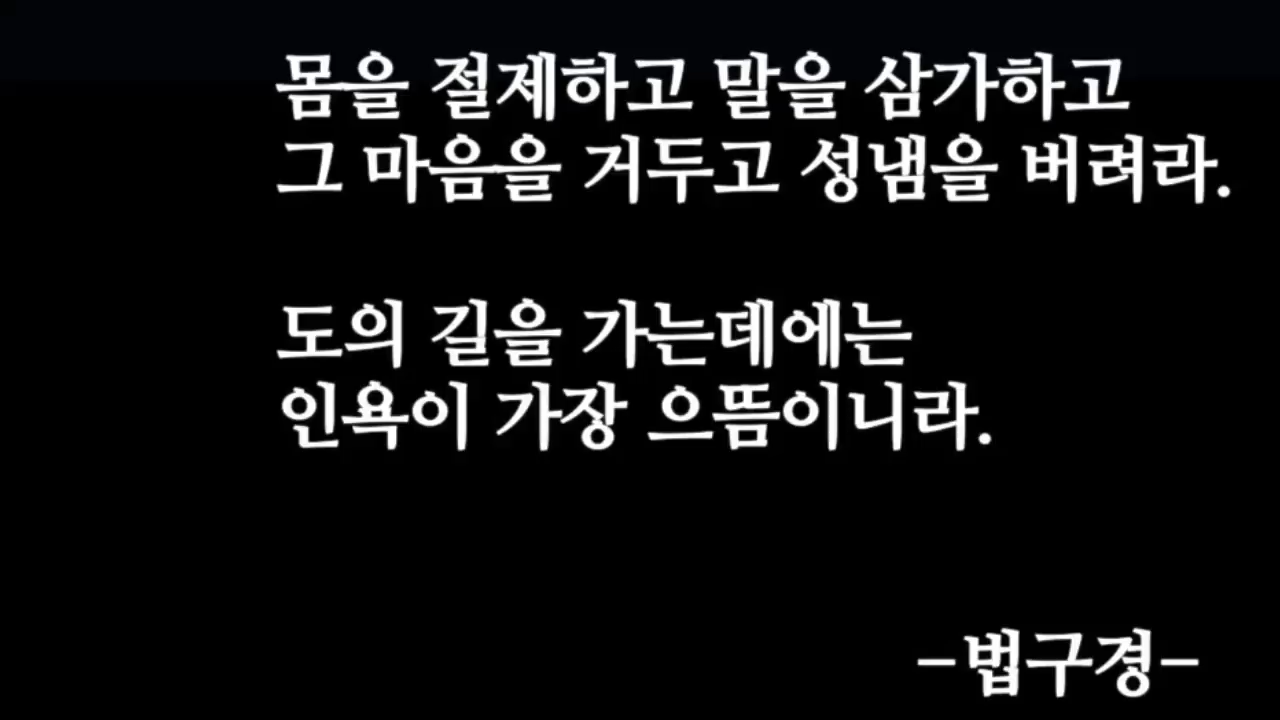 몸을 절제하고 말을 삼가하고
그 마음을 거두고 성냄을 버려라.
도의 길을 가는데에는
인욕이 가장 으뜸이니라.
-법구경-